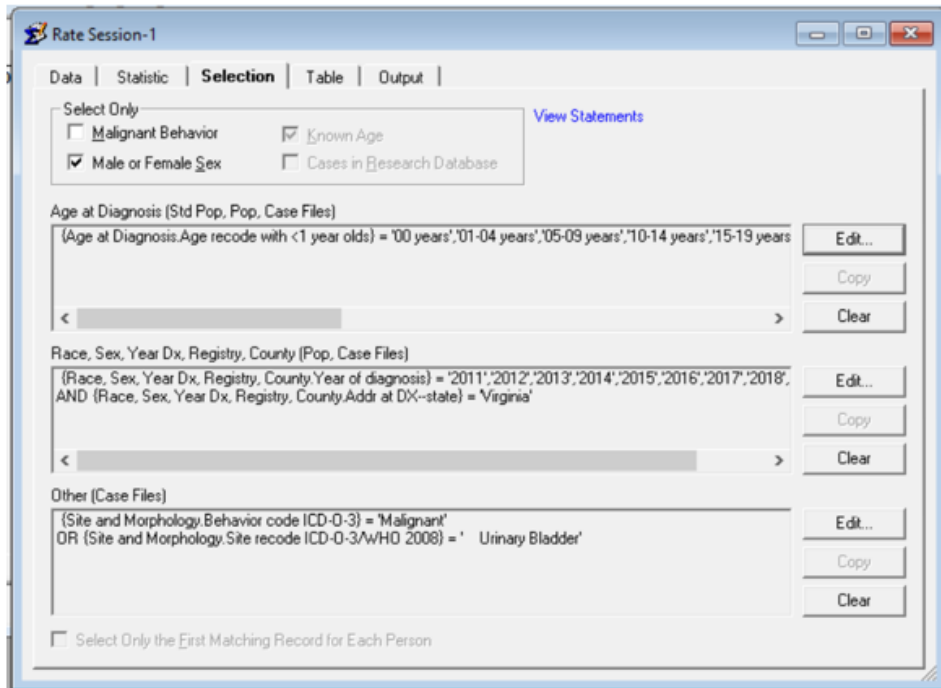 Rate Session-1
Data | Statistic | Selection | Table | Output |
Select Only
Malignant Behavior
Known Age
Male or Female Sex
Cases in Research Database
View Statements
Age at Diagnosis (Std Pop, Pop, Case Files)
{Age at Diagnosis.Age recode with <1 year olds} = '00 years','01-04 years','05-09 years','10-14 years','15-19 years
Edit...
Copy
Clear
Race, Sex, Year Dx, Registry, County (Pop, Case Files)
{Race, Sex, Year Dx, Registry, County.Year of diagnosis} = '2011','2012','2013','2014','2015','2016','2017','2018',
AND {Race, Sex, Year Dx, Registry, County.Addr at DX--state} = 'Virginia'
Edit...
Copy
Clear
Other (Case Files)
{Site and Morphology.Behavior code ICD-O-3} = 'Malignant'
OR {Site and Morphology.Site recode ICD-O-3/WHO 2008} = '    Urinary Bladder'
Edit...
Copy
Clear
Select Only the First Matching Record for Each Person